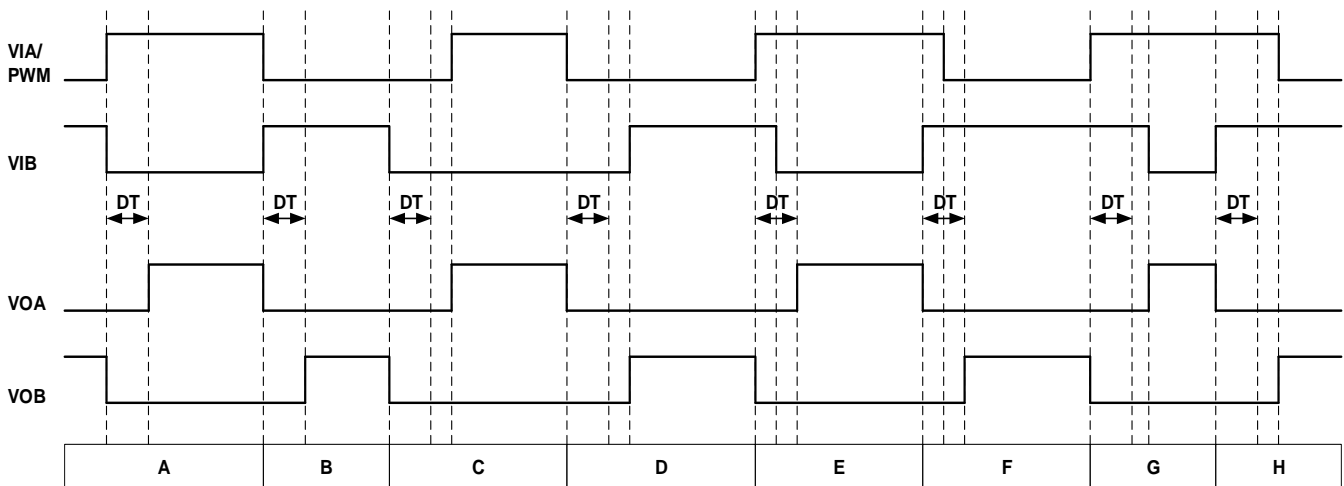 VIA/
PWM
VIB
DT DT DT DT DT DT DT DT
VOA
VOB
A B C D E F G H